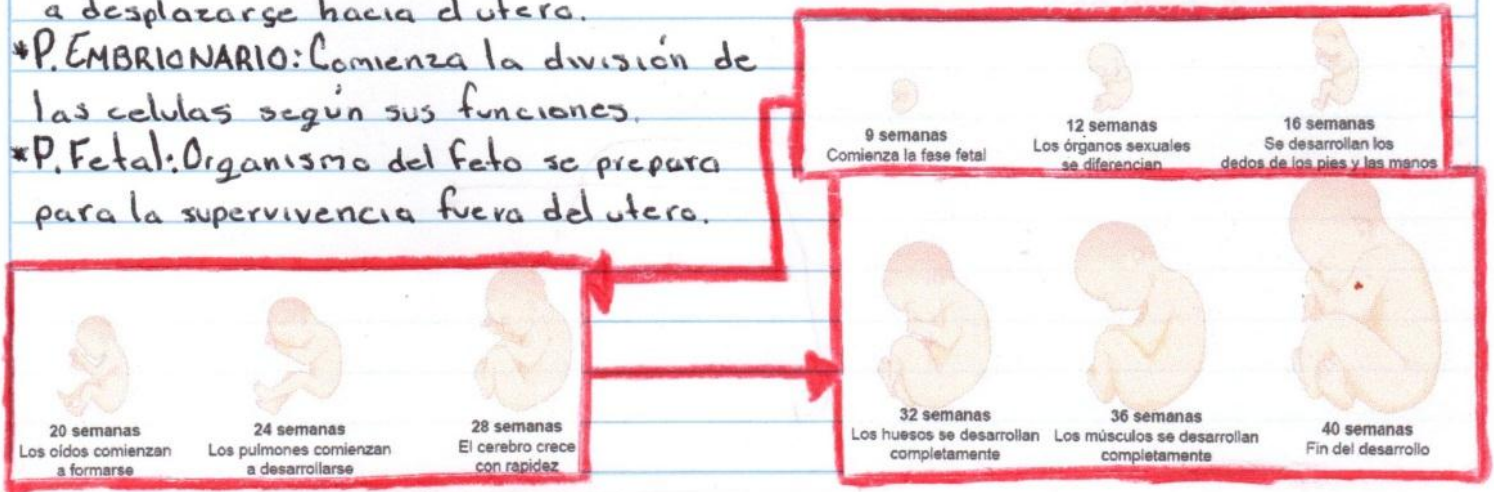 a desplazarse hacia el utero.
*P. EMBRIONARIO: Comienza la división de
las celulas según sus funciones.
*P. Fetal: Organismo del feto se prepara
para la supervivencia fuera del utero.
9 semanas
Comienza la fase fetal
12 semanas
Los órganos sexuales
se diferencian
16 semanas
Se desarrollan los
dedos de los pies y las manos
20 semanas
Los oídos comienzan
a formarse
24 semanas
Los pulmones comienzan
a desarrollarse
28 semanas
El cerebro crece
con rapidez
32 semanas
Los huesos se desarrollan
completamente
36 semanas
Los músculos se desarrollan
completamente
40 semanas
Fin del desarrollo